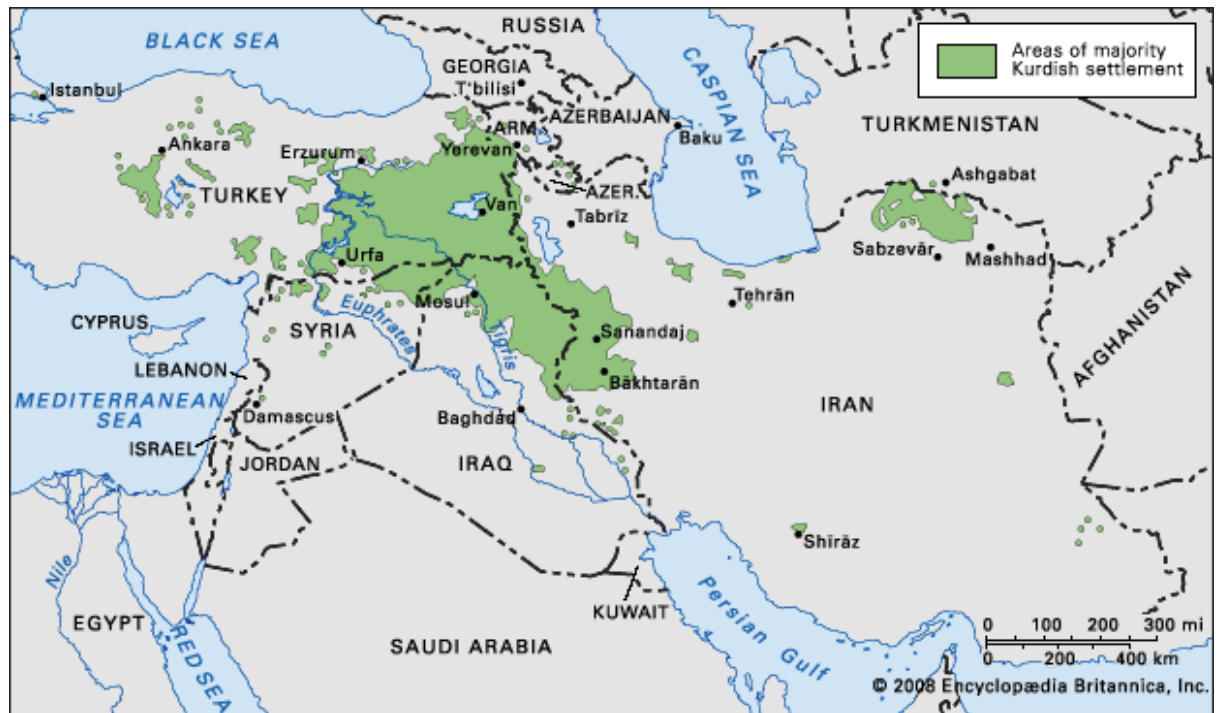 RUSSIA
BLACK SEA
Areas of majority
Kurdish settlement
GEORGIA
T'bilisi
CASPIAN SEA
Istanbul
AZERBAIJAN
ARM.
TURKMENISTAN
Baku
Ankara
Erzurum
Yerevan
Ashgabat
AZER.
TURKEY
Van
Tabrīz
Sabzevār
Mashhad
Urfa
Tehrān
Mosul
Euphrates
CYPRUS
SYRIA
Tigris
Sanandaj
AFGHANISTAN
LEBANON
Bākhtarān
MEDITERRANEAN
SEA
IRAN
Damascus
Baghdād
ISRAEL
JORDAN
IRAQ
Shīrāz
Nile
KUWAIT
Persian Gulf
EGYPT
RED SEA
SAUDI ARABIA
0 100 200 300 mi
0 200 400 km
© 2008 Encyclopædia Britannica, Inc.